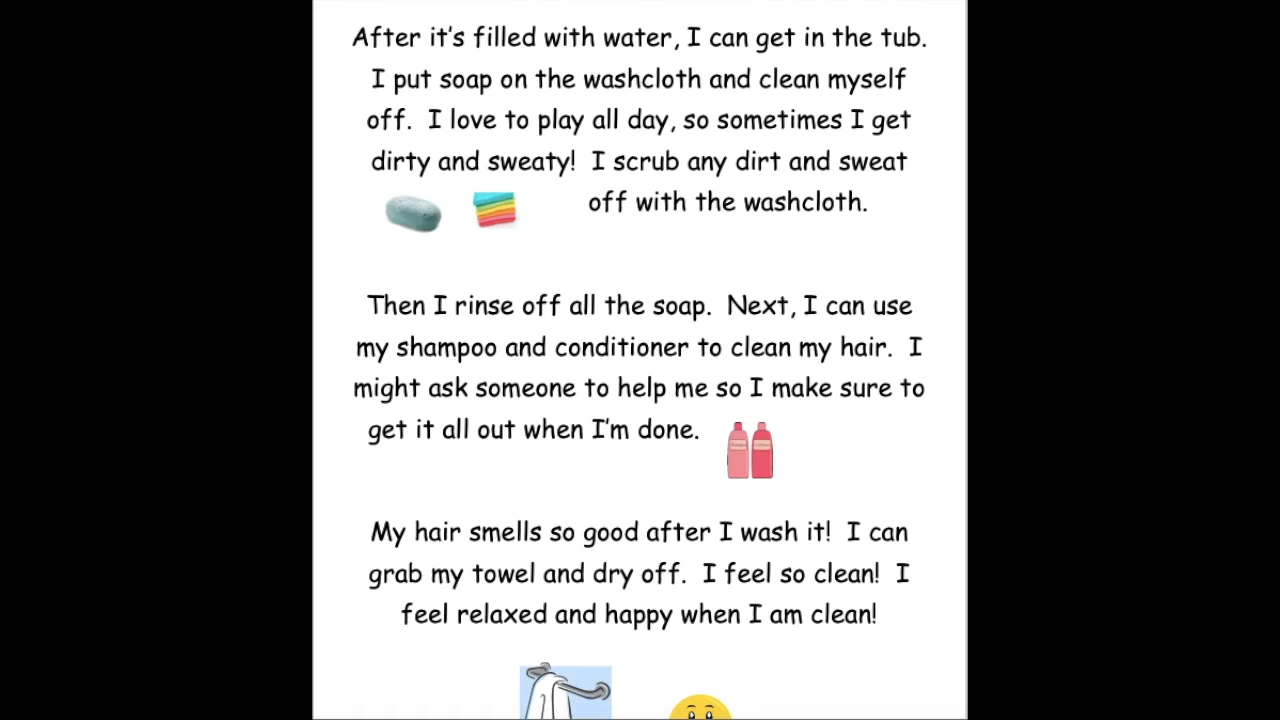 After it's filled with water, I can get in the tub.
I put soap on the washcloth and clean myself
off.  I love to play all day, so sometimes I get
dirty and sweaty!  I scrub any dirt and sweat
off with the washcloth.
Then I rinse off all the soap.  Next, I can use
my shampoo and conditioner to clean my hair.  I
might ask someone to help me so I make sure to
get it all out when I'm done.
My hair smells so good after I wash it!  I can
grab my towel and dry off.  I feel so clean!  I
feel relaxed and happy when I am clean!